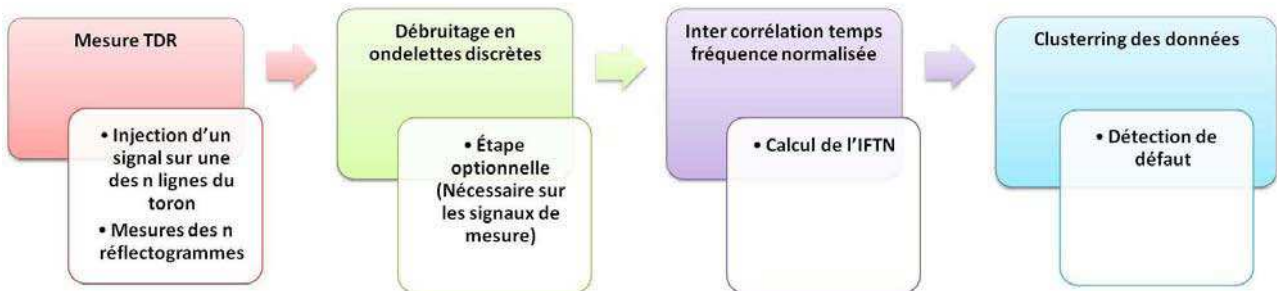 Mesure TDR
• Injection d'un
signal sur une
des n lignes du
toron
• Mesures des n
réflectogrammes
Débruitage en
ondelettes discrètes
• Étape
optionnelle
(Nécessaire sur
les signaux de
mesure)
Inter corrélation temps
fréquence normalisée
• Calcul de l'IFTN
Clusterring des données
• Détection de
défaut